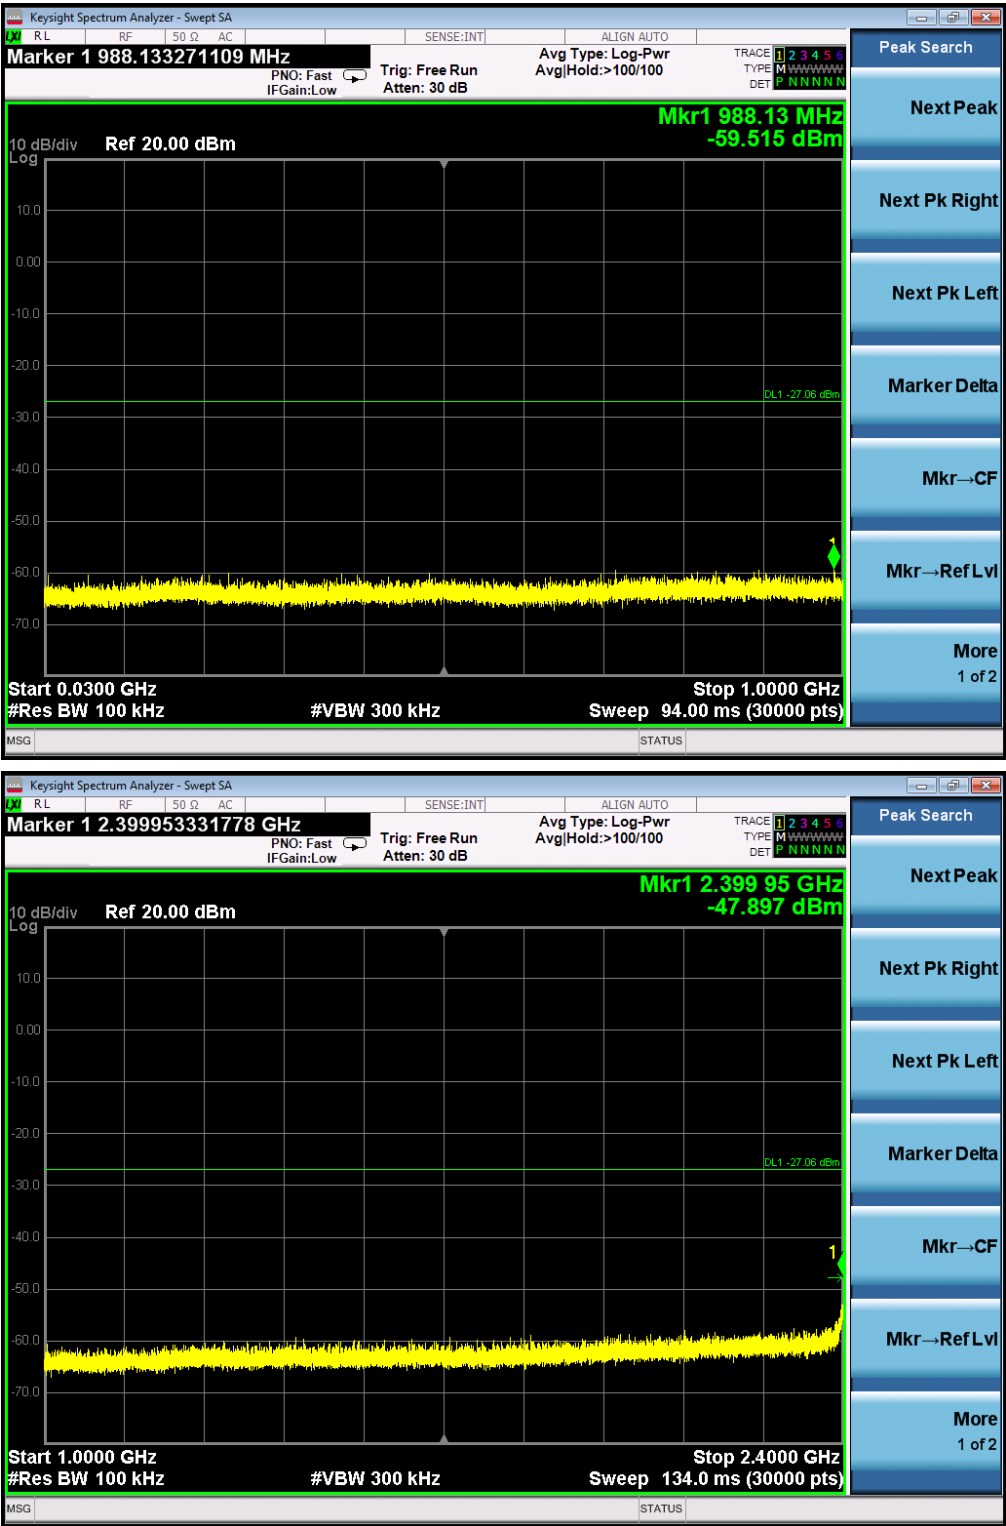 Keysight Spectrum Analyzer - Swept SA
LXI RL RF 50 Ω AC SENSE:INT ALIGN AUTO
Marker 1 988.133271109 MHz
PNO: Fast
IFGain:Low
Trig: Free Run
Atten: 30 dB
Avg Type: Log-Pwr
Avg|Hold:>100/100
TRACE 1 2 3 4 5 6
TYPE M WWWWW
DET P N N N N N
Mkr1 988.13 MHz
-59.515 dBm
10 dB/div Ref 20.00 dBm
Log
10.0
0.00
-10.0
-20.0
DL1 -27.06 dBm
-30.0
-40.0
-50.0
1
-60.0
-70.0
Start 0.0300 GHz Stop 1.0000 GHz
#Res BW 100 kHz #VBW 300 kHz Sweep 94.00 ms (30000 pts)
MSG STATUS
Peak Search
Next Peak
Next Pk Right
Next Pk Left
Marker Delta
Mkr→CF
Mkr→Ref Lvl
More
1 of 2
Keysight Spectrum Analyzer - Swept SA
LXI RL RF 50 Ω AC SENSE:INT ALIGN AUTO
Marker 1 2.399953331778 GHz
PNO: Fast
IFGain:Low
Trig: Free Run
Atten: 30 dB
Avg Type: Log-Pwr
Avg|Hold:>100/100
TRACE 1 2 3 4 5 6
TYPE M WWWWW
DET P N N N N N
Mkr1 2.399 95 GHz
-47.897 dBm
10 dB/div Ref 20.00 dBm
Log
10.0
0.00
-10.0
-20.0
DL1 -27.06 dBm
-30.0
-40.0
1
-50.0
-60.0
-70.0
Start 1.0000 GHz Stop 2.4000 GHz
#Res BW 100 kHz #VBW 300 kHz Sweep 134.0 ms (30000 pts)
MSG STATUS
Peak Search
Next Peak
Next Pk Right
Next Pk Left
Marker Delta
Mkr→CF
Mkr→Ref Lvl
More
1 of 2